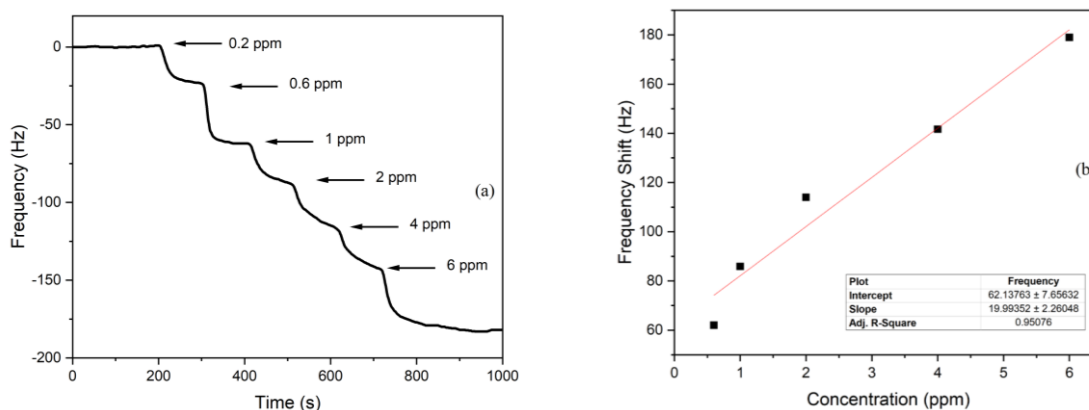 0
-50
-100
-150
-200
Frequency (Hz)
0.2 ppm
0.6 ppm
1 ppm
2 ppm
4 ppm
6 ppm
(a)
0 200 400 600 800 1000
Time (s)
180
160
140
120
100
80
60
Frequency Shift (Hz)
(b)
Plot Frequency
Intercept 62.13763 ± 7.65632
Slope 19.99352 ± 2.26048
Adj. R-Square 0.95076
0 1 2 3 4 5 6
Concentration (ppm)